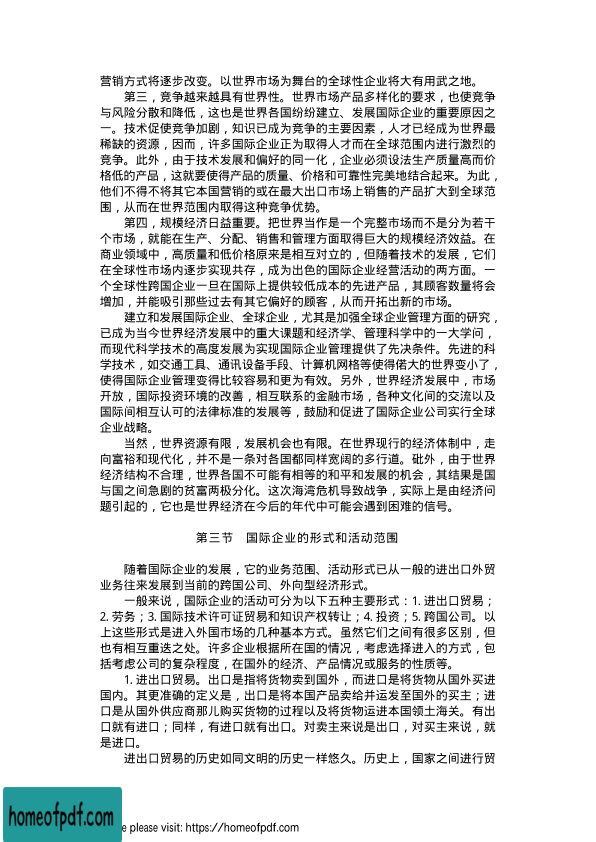 营销方式将逐步改变。以世界市场为舞台的全球性企业将大有用武之地。
第三，竞争越来越具有世界性。世界市场产品多样化的要求，也使竞争
与风险分散和降低，这也是世界各国纷纷建立、发展国际企业的重要原因之
一。技术促使竞争加剧，知识已成为竞争的主要因素，人才已经成为世界最
稀缺的资源，因而，许多国际企业正为取得人才而在全球范围内进行激烈的
竞争。此外，由于技术发展和偏好的同一化，企业必须设法生产质量高而价
格低的产品，这就要使得产品的质量、价格和可靠性完美地结合起来。为此，
他们不得不将其它本国营销的或在最大出口市场上销售的产品扩大到全球范
围，从而在世界范围内取得这种竞争优势。
第四，规模经济日益重要。把世界当作是一个完整市场而不是分为若干
个市场，就能在生产、分配、销售和管理方面取得巨大的规模经济效益。在
商业领域中，高质量和低价格原来是相互对立的，但随着技术的发展，它们
在全球性市场内逐步实现共存，成为出色的国际企业经营活动的两方面。一
个全球性跨国企业一旦在国际上提供较低成本的先进产品，其顾客数量将会
增加，并能吸引那些过去有其它偏好的顾客，从而开拓出新的市场。
建立和发展国际企业、全球企业，尤其是加强全球企业管理方面的研究，
已成为当今世界经济发展中的重大课题和经济学、管理科学中的一大学问，
而现代科学技术的高度发展为实现国际企业管理提供了先决条件。先进的科
学技术，如交通工具、通讯设备手段、计算机网格等使得偌大的世界变小了，
使得国际企业管理变得比较容易和更为有效。另外，世界经济发展中，市场
开放，国际投资环境的改善，相互联系的金融市场，各种文化间的交流以及
国际间相互认可的法律标准的发展等，鼓励和促进了国际企业公司实行全球
企业战略。
当然，世界资源有限，发展机会也有限。在世界现行的经济体制中，走
向富裕和现代化，并不是一条对各国都同样宽阔的多行道。砒外，由于世界
经济结构不合理，世界各国不可能有相等的和平和发展的机会，其结果是国
与国之间急剧的贫富两极分化。这次海湾危机导致战争，实际上是由经济问
题引起的，它也是世界经济在今后的年代中可能会遇到困难的信号。
第三节　国际企业的形式和活动范围
随着国际企业的发展，它的业务范围、活动形式已从一般的进出口外贸
业务往来发展到当前的跨国公司、外向型经济形式。
一般来说，国际企业的活动可分为以下五种主要形式：1. 进出口贸易；
2. 劳务；3. 国际技术许可证贸易和知识产权转让；4. 投资；5. 跨国公司。以
上这些形式是进入外国市场的几种基本方式。虽然它们之间有很多区别，但
也有相互重迭之处。许多企业根据所在国的情况，考虑选择进入的方式，包
括考虑公司的复杂程度，在国外的经济、产品情况或服务的性质等。
1. 进出口贸易。出口是指将货物卖到国外，而进口是将货物从国外买进
国内。其更准确的定义是，出口是将本国产品卖给并运发至国外的买主；进
口是从国外供应商那儿购买货物的过程以及将货物运进本国领土海关。有出
口就有进口；同样，有进口就有出口。对卖主来说是出口，对买主来说，就
是进口。
进出口贸易的历史如同文明的历史一样悠久。历史上，国家之间进行贸
homeofpdf.com
e please visit: https://homeofpdf.com